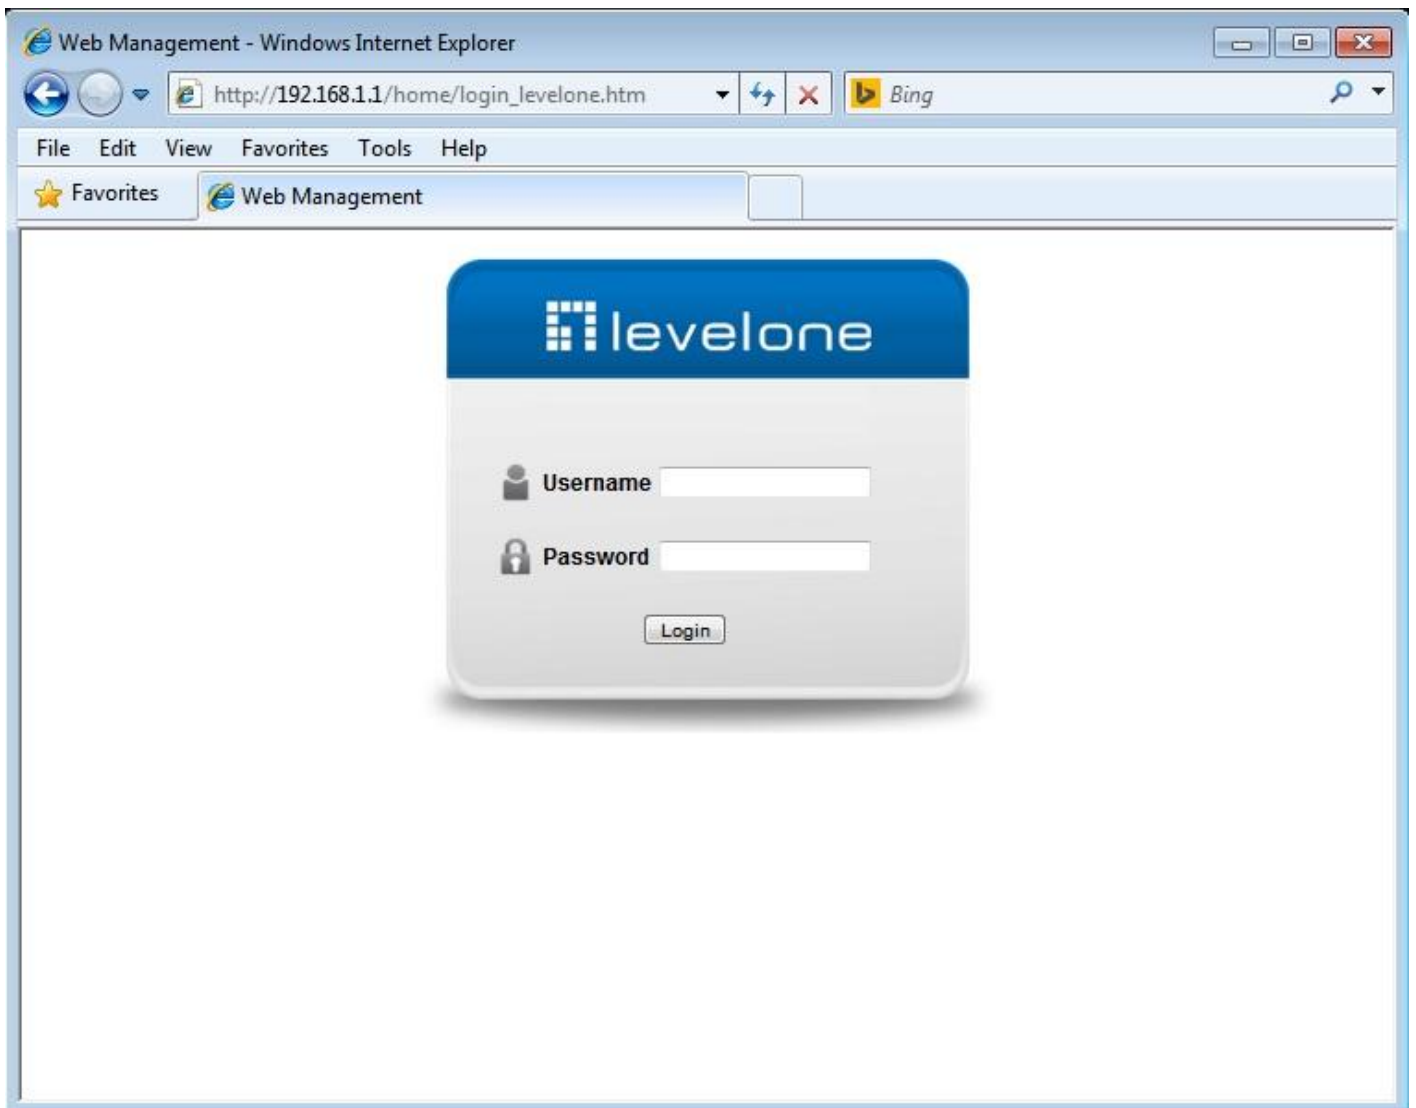 Web Management - Windows Internet Explorer
http://192.168.1.1/home/login_levelone.htm Bing
File Edit View Favorites Tools Help
Favorites Web Management
levelone
Username
Password
Login